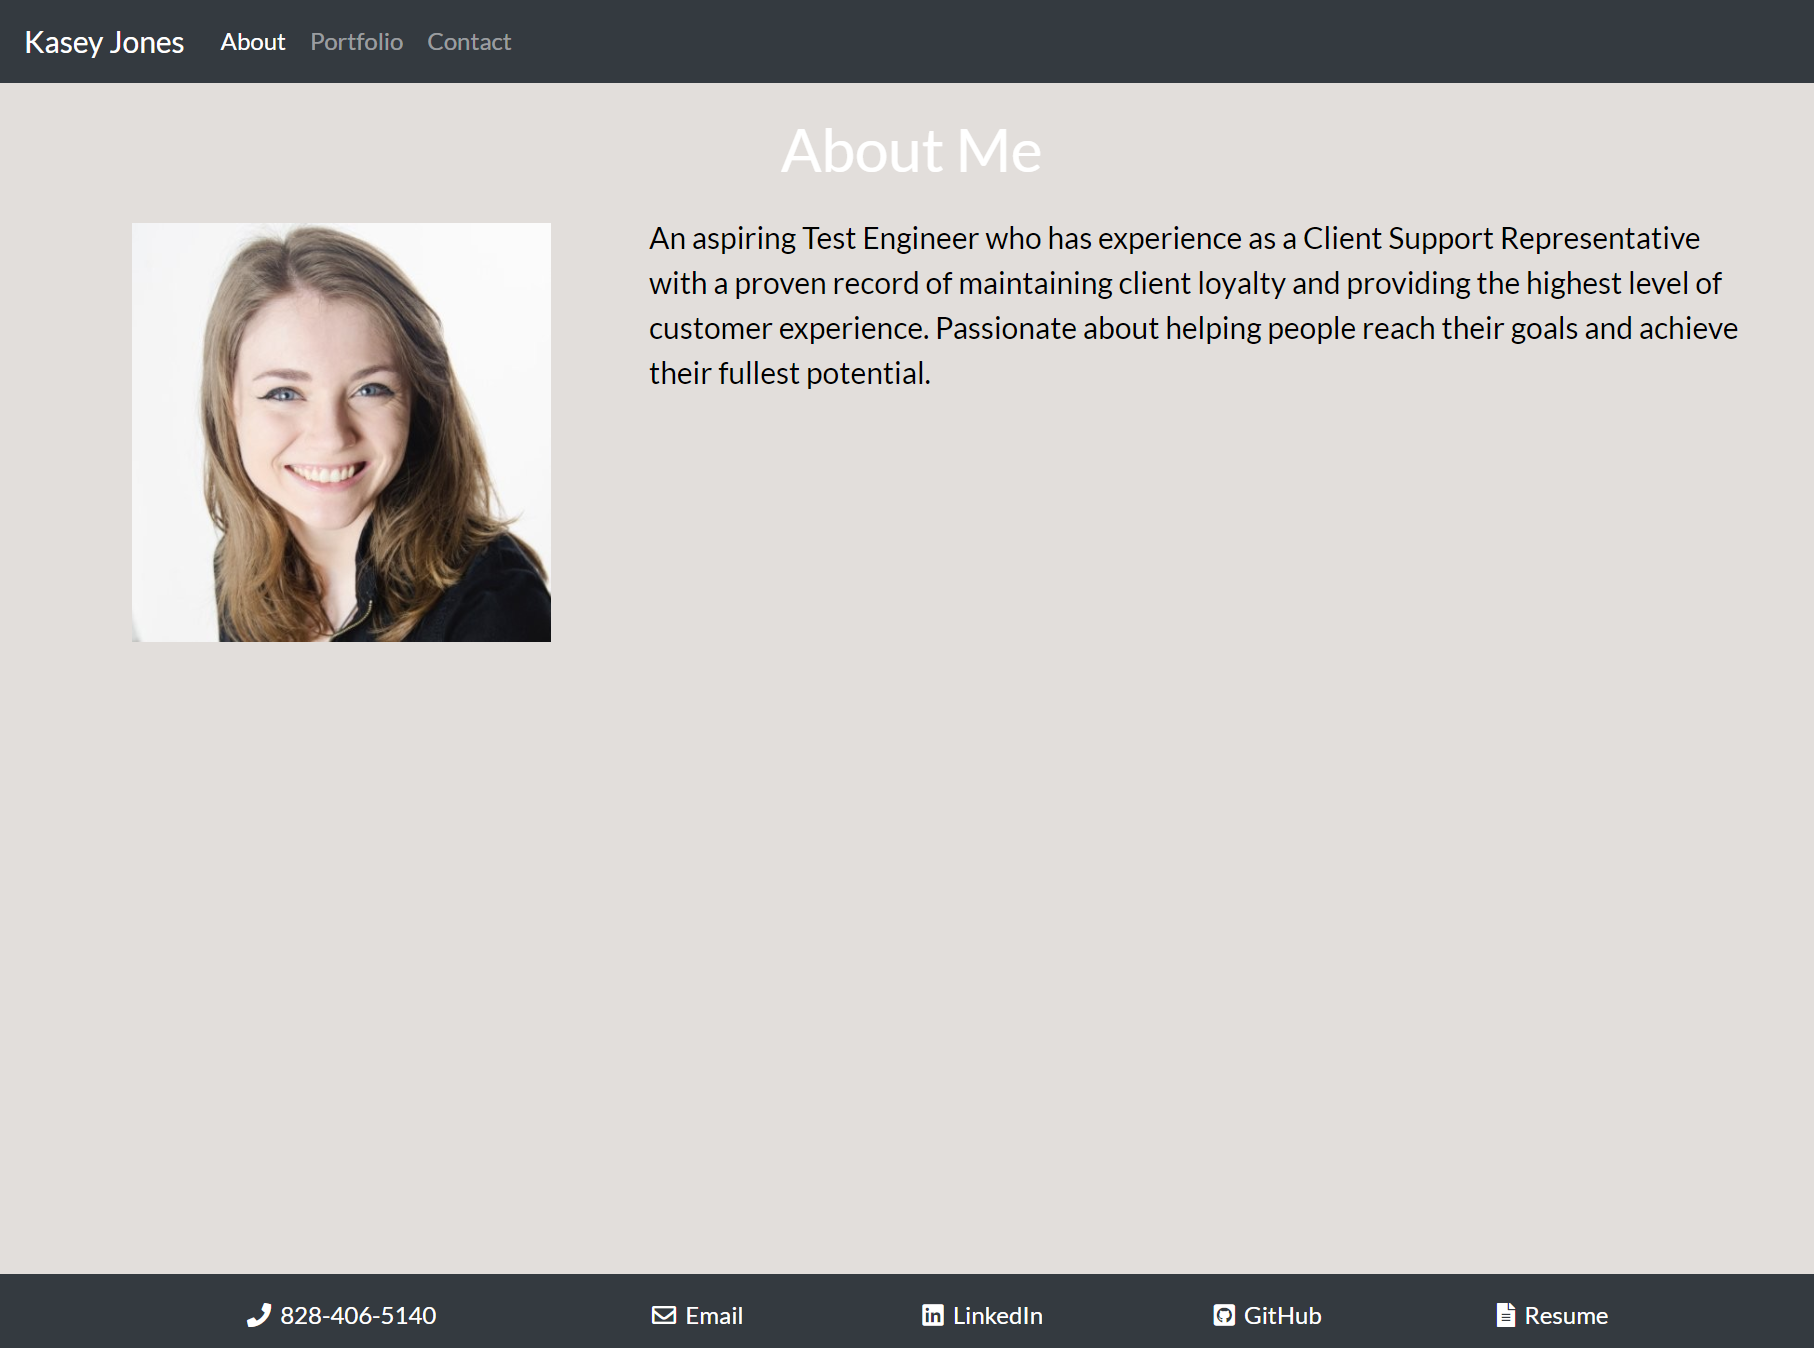 Kasey Jones About Portfolio Contact
About Me
An aspiring Test Engineer who has experience as a Client Support Representative
with a proven record of maintaining client loyalty and providing the highest level of
customer experience. Passionate about helping people reach their goals and achieve
their fullest potential.
828-406-5140 Email LinkedIn GitHub Resume